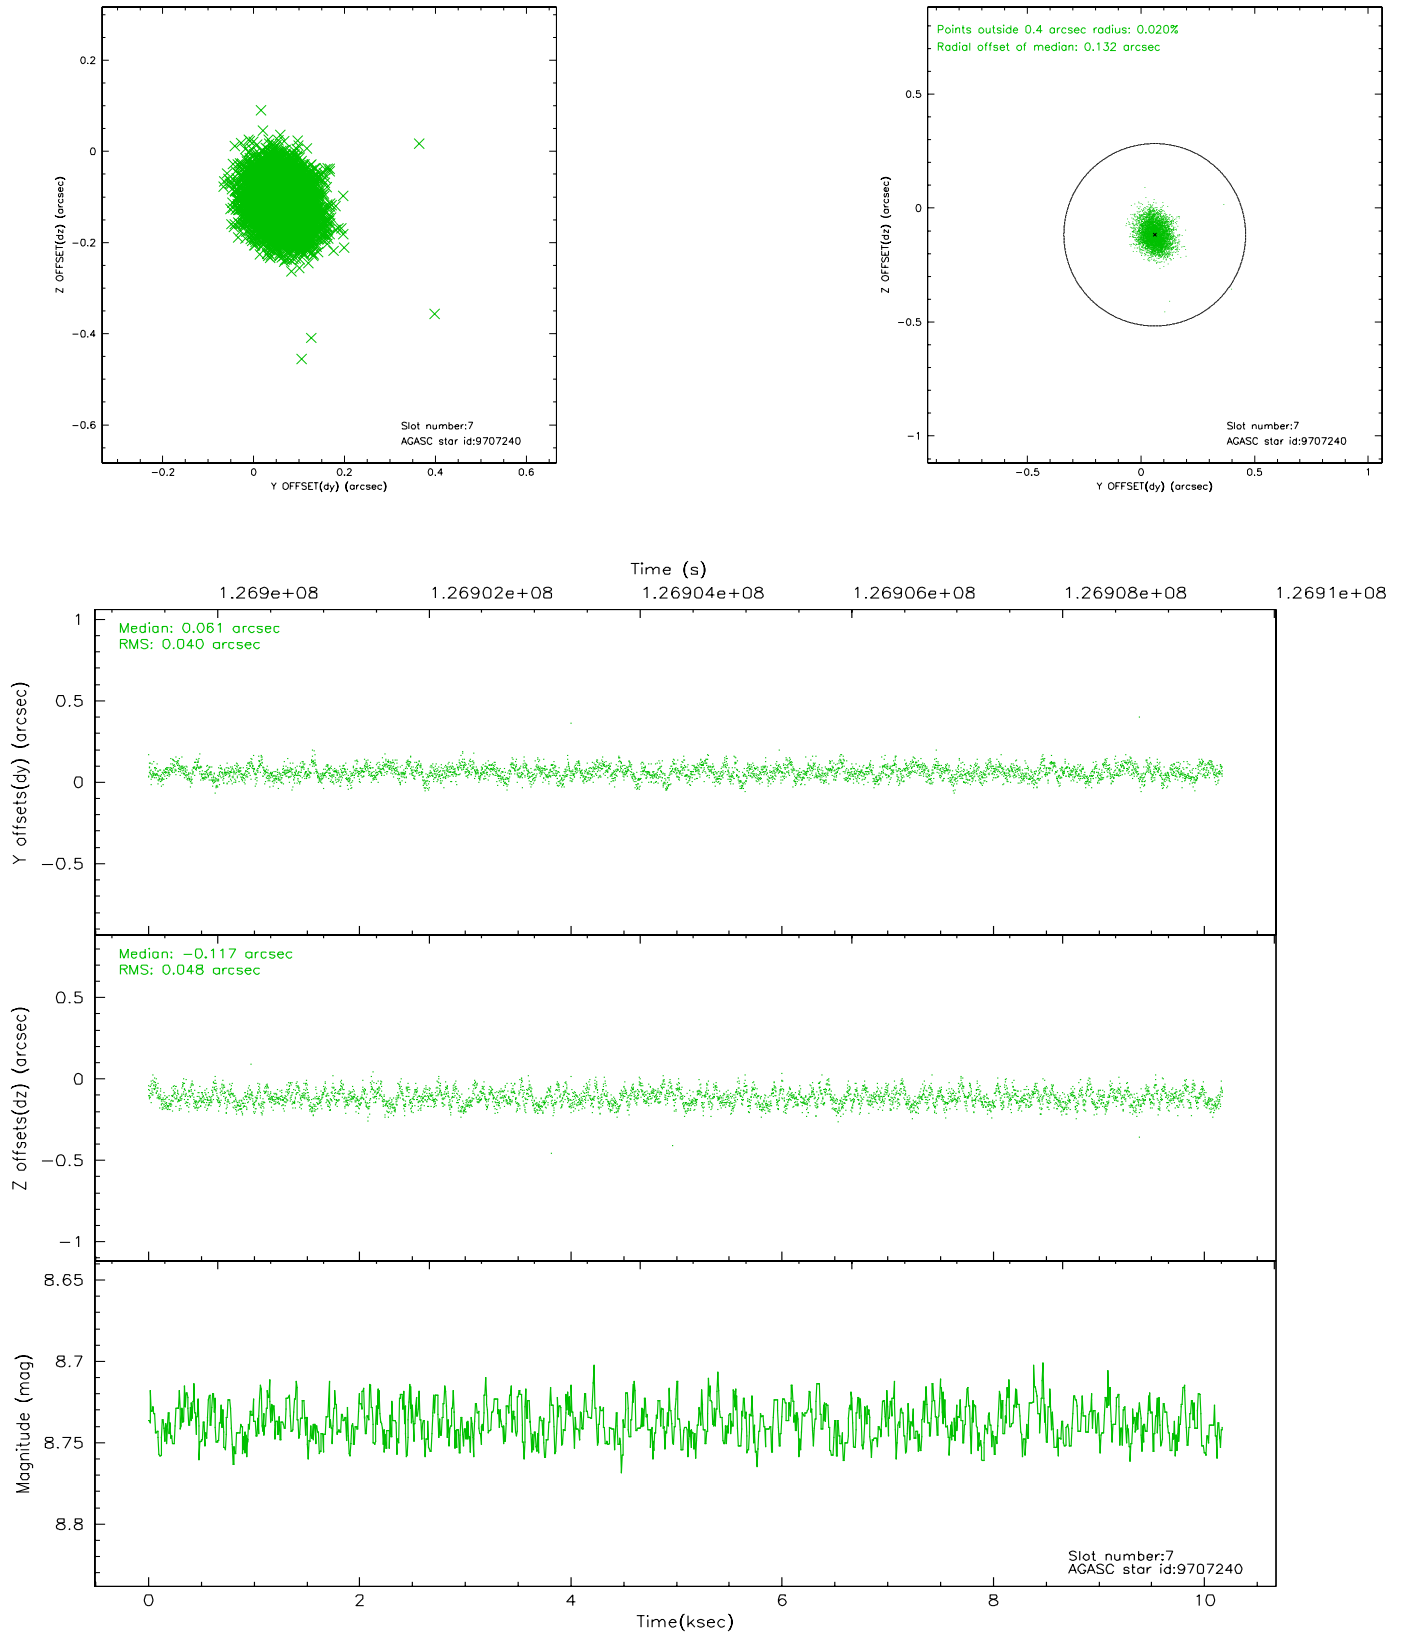 0.2
0
−0.2
−0.4
−0.6
Z OFFSET(dz) (arcsec)
Slot number:7
AGASC star id:9707240
−0.2 0 0.2 0.4 0.6
Y OFFSET(dy) (arcsec)
Points outside 0.4 arcsec radius: 0.020%
Radial offset of median: 0.132 arcsec
0.5
0
−0.5
−1
Z OFFSET(dz) (arcsec)
Slot number:7
AGASC star id:9707240
−0.5 0 0.5 1
Y OFFSET(dy) (arcsec)
Time (s)
1.269e+08 1.26902e+08 1.26904e+08 1.26906e+08 1.26908e+08 1.2691e+08
Median: 0.061 arcsec
RMS: 0.040 arcsec
1
0.5
0
−0.5
Y offsets(dy) (arcsec)
Median: −0.117 arcsec
RMS: 0.048 arcsec
0.5
0
−0.5
−1
Z offsets(dz) (arcsec)
8.65
8.7
8.75
8.8
Magnitude (mag)
Slot number:7
AGASC star id:9707240
0 2 4 6 8 10
Time(ksec)